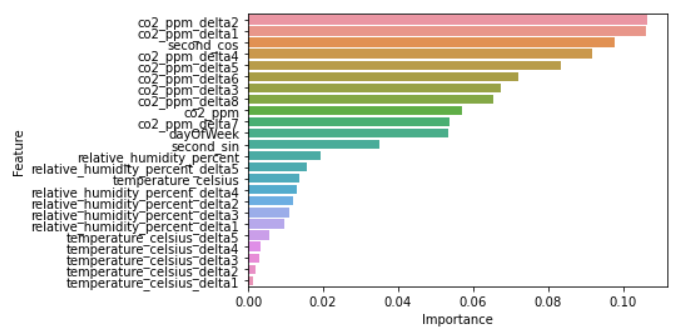 co2_ppm_delta2
co2_ppm_delta1
second_cos
co2_ppm_delta4
co2_ppm_delta5
co2_ppm_delta6
co2_ppm_delta3
co2_ppm_delta8
co2_ppm
co2_ppm_delta7
dayOfWeek
second_sin
relative_humidity_percent
relative_humidity_percent_delta5
temperature_celsius
relative_humidity_percent_delta4
relative_humidity_percent_delta2
relative_humidity_percent_delta3
relative_humidity_percent_delta1
temperature_celsius_delta5
temperature_celsius_delta4
temperature_celsius_delta3
temperature_celsius_delta2
temperature_celsius_delta1
Feature
0.00 0.02 0.04 0.06 0.08 0.10
Importance